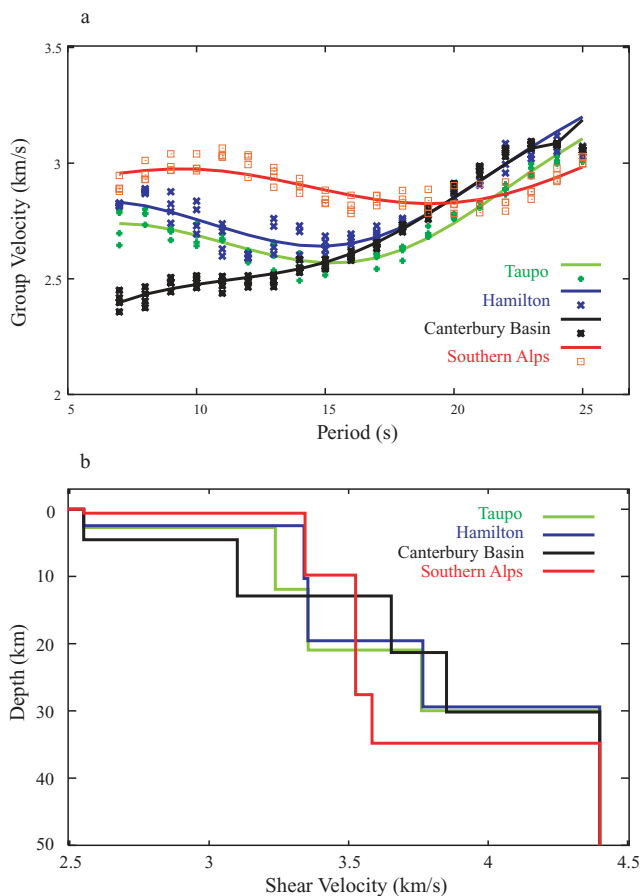 a
3.5
3
2.5
2
Group Velocity (km/s)
Taupo
Hamilton
Canterbury Basin
Southern Alps
5 10 15 20 25
Period (s)
b
0
10
20
30
40
50
Depth (km)
Taupo
Hamilton
Canterbury Basin
Southern Alps
2.5 3 3.5 4 4.5
Shear Velocity (km/s)